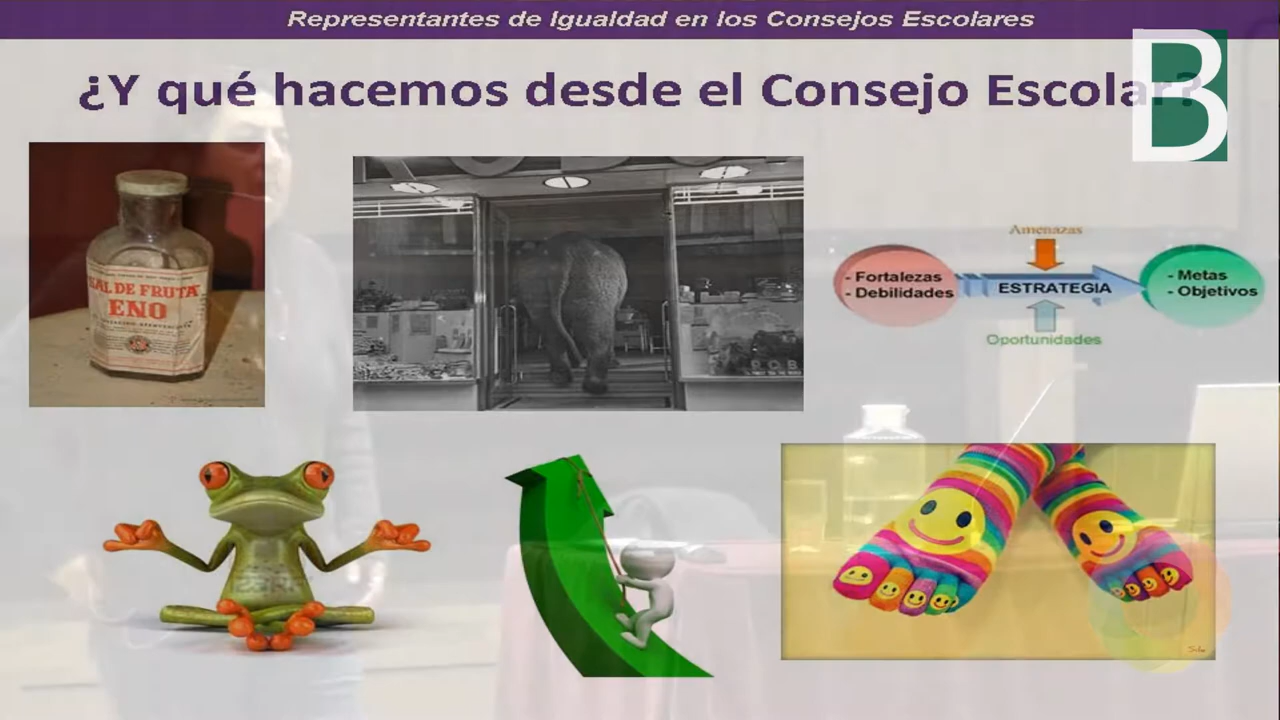 Representantes de Igualdad en los Consejos Escolares
¿Y qué hacemos desde el Consejo Escolar?
B
SAL DE FRUTA
ENO
Amenazas
- Fortalezas
- Debilidades
ESTRATEGIA
- Metas
- Objetivos
Oportunidades